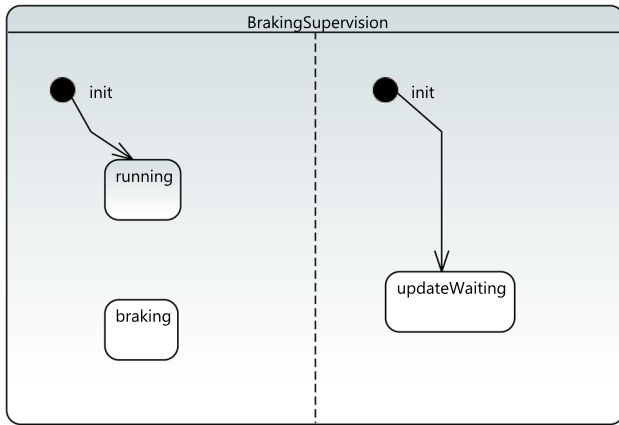 BrakingSupervision
init
init
running
updateWaiting
braking